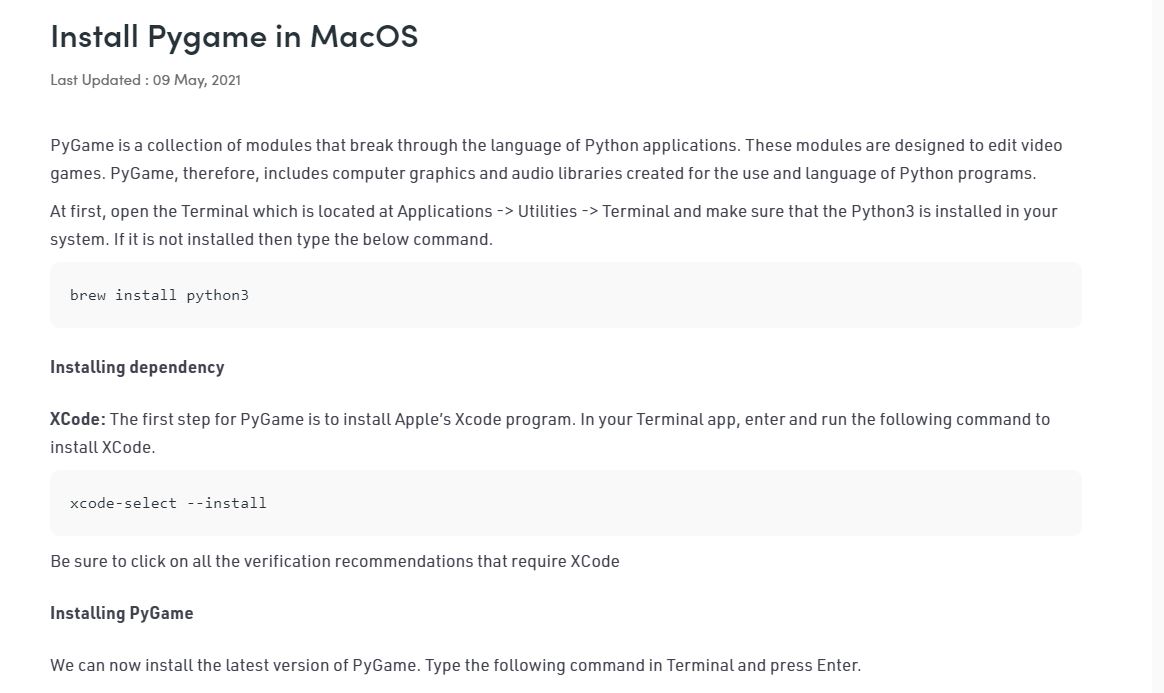 Install Pygame in MacOS
Last Updated : 09 May, 2021
PyGame is a collection of modules that break through the language of Python applications. These modules are designed to edit video
games. PyGame, therefore, includes computer graphics and audio libraries created for the use and language of Python programs.
At first, open the Terminal which is located at Applications -> Utilities -> Terminal and make sure that the Python3 is installed in your
system. If it is not installed then type the below command.
brew install python3
Installing dependency
XCode: The first step for PyGame is to install Apple’s Xcode program. In your Terminal app, enter and run the following command to
install XCode.
xcode-select --install
Be sure to click on all the verification recommendations that require XCode
Installing PyGame
We can now install the latest version of PyGame. Type the following command in Terminal and press Enter.